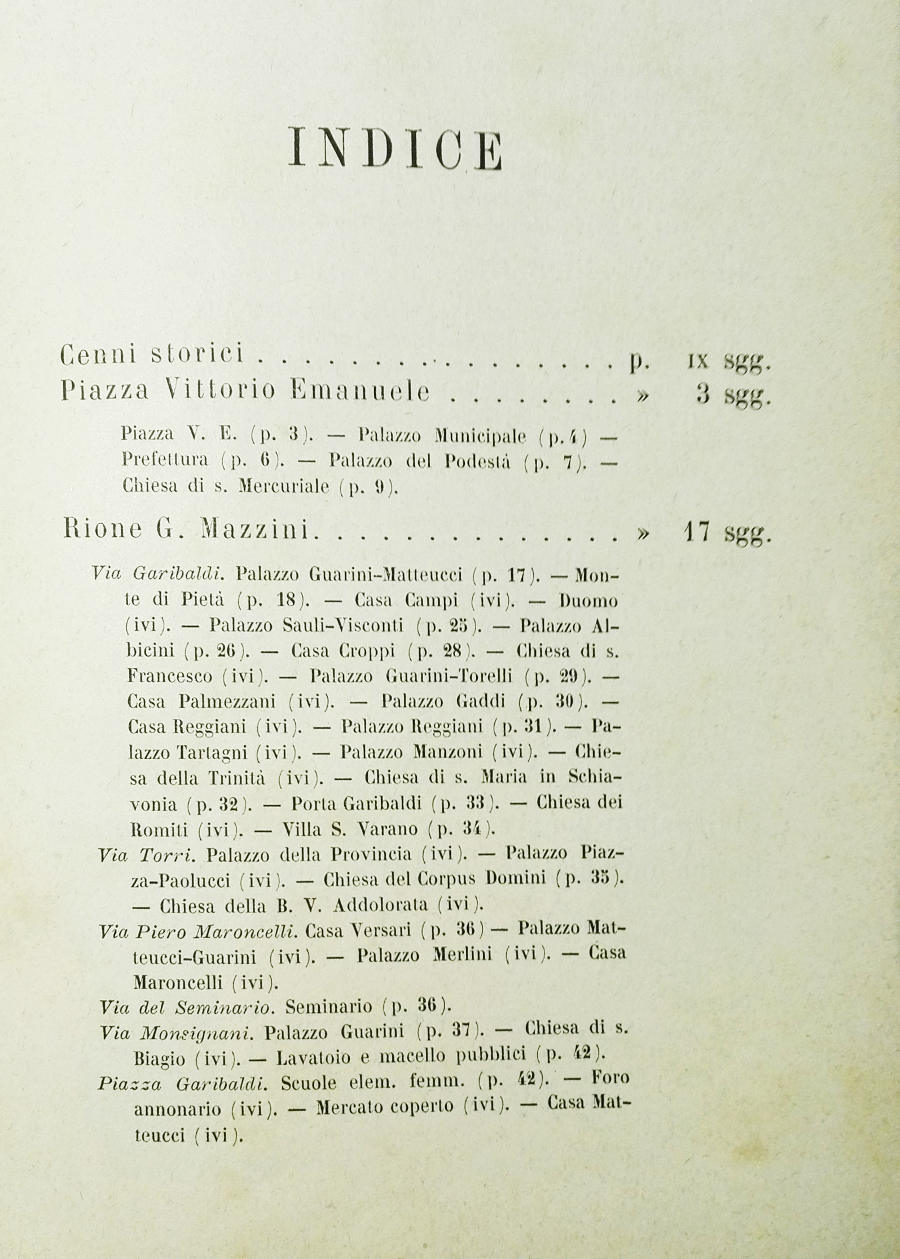 INDICE
Cenni storici . . . . . . . . . . . . . . . . . p. IX sgg.
Piazza Vittorio Emanuele . . . . . . . . » 3 sgg.
Piazza V. E. (p. 3). — Palazzo Municipale (p. 4) —
Prefettura (p. 6). — Palazzo del Podestà (p. 7). —
Chiesa di s. Mercuriale (p. 9).
Rione G. Mazzini. . . . . . . . . . . . . . » 17 sgg.
Via Garibaldi. Palazzo Guarini-Matteucci (p. 17). — Mon-
te di Pietà (p. 18). — Casa Campi (ivi). — Duomo
(ivi). — Palazzo Sauli-Visconti (p. 25). — Palazzo Al-
bicini (p. 26). — Casa Croppi (p. 28). — Chiesa di s.
Francesco (ivi). — Palazzo Guarini-Torelli (p. 29). —
Casa Palmezzani (ivi). — Palazzo Gaddi (p. 30). —
Casa Reggiani (ivi). — Palazzo Reggiani (p. 31). — Pa-
lazzo Tartagni (ivi). — Palazzo Manzoni (ivi). — Chie-
sa della Trinità (ivi). — Chiesa di s. Maria in Schia-
vonia (p. 32). — Porta Garibaldi (p. 33). — Chiesa dei
Romiti (ivi). — Villa S. Varano (p. 34).
Via Torri. Palazzo della Provincia (ivi). — Palazzo Piaz-
za-Paolucci (ivi). — Chiesa del Corpus Domini (p. 35).
— Chiesa della B. V. Addolorata (ivi).
Via Piero Maroncelli. Casa Versari (p. 36) — Palazzo Mat-
teucci-Guarini (ivi). — Palazzo Merlini (ivi). — Casa
Maroncelli (ivi).
Via del Seminario. Seminario (p. 36).
Via Monsignani. Palazzo Guarini (p. 37). — Chiesa di s.
Biagio (ivi). — Lavatoio e macello pubblici (p. 42).
Piazza Garibaldi. Scuole elem. femm. (p. 42). — Foro
annonario (ivi). — Mercato coperto (ivi). — Casa Mat-
teucci (ivi).